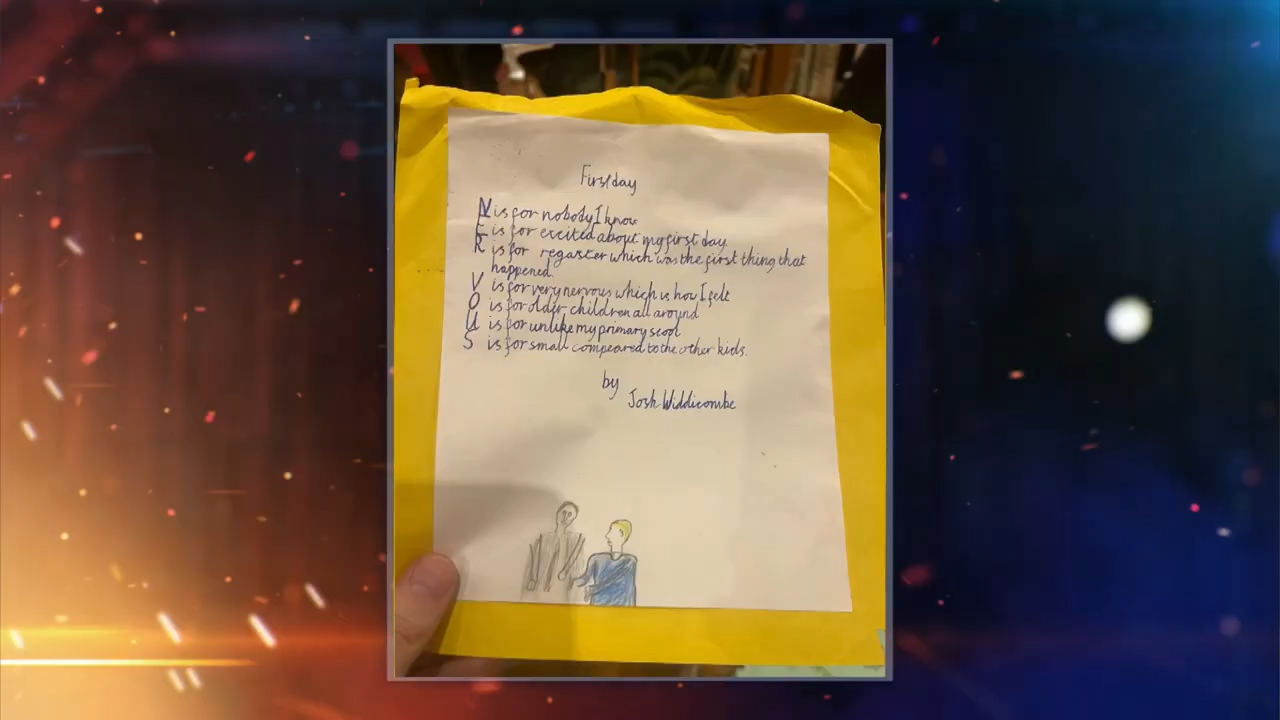 First day
N is for nobody I know
E is for excited about my first day
R is for regaster which was the first thing that
happened.
V is for very nervous which is how I felt
O is for older children all around
U is for unlike my primary scool
S is for small compeared to the other kids.
by
Josh Widdicombe